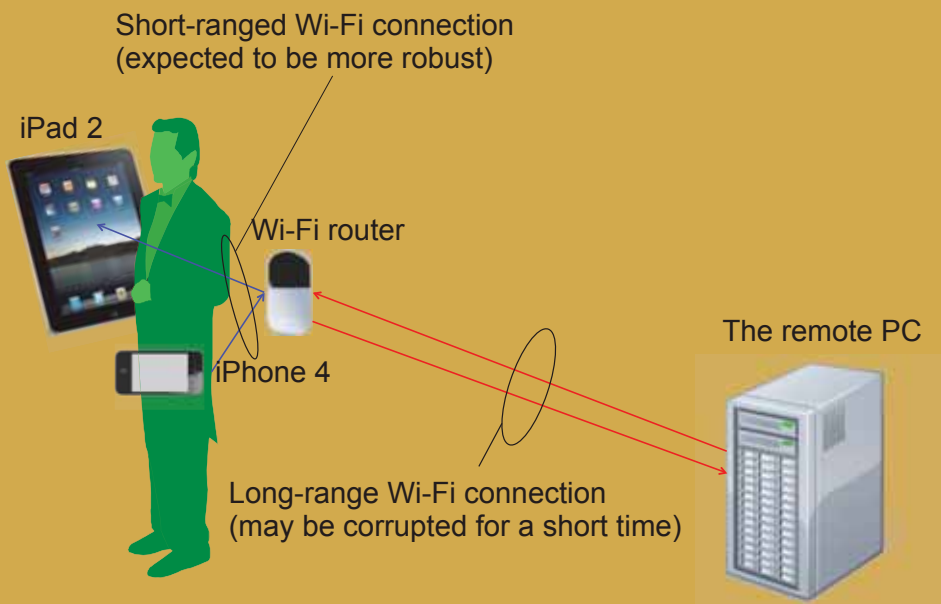 Short-ranged Wi-Fi connection
(expected to be more robust)
iPad 2
Wi-Fi router
The remote PC
iPhone 4
Long-range Wi-Fi connection
(may be corrupted for a short time)